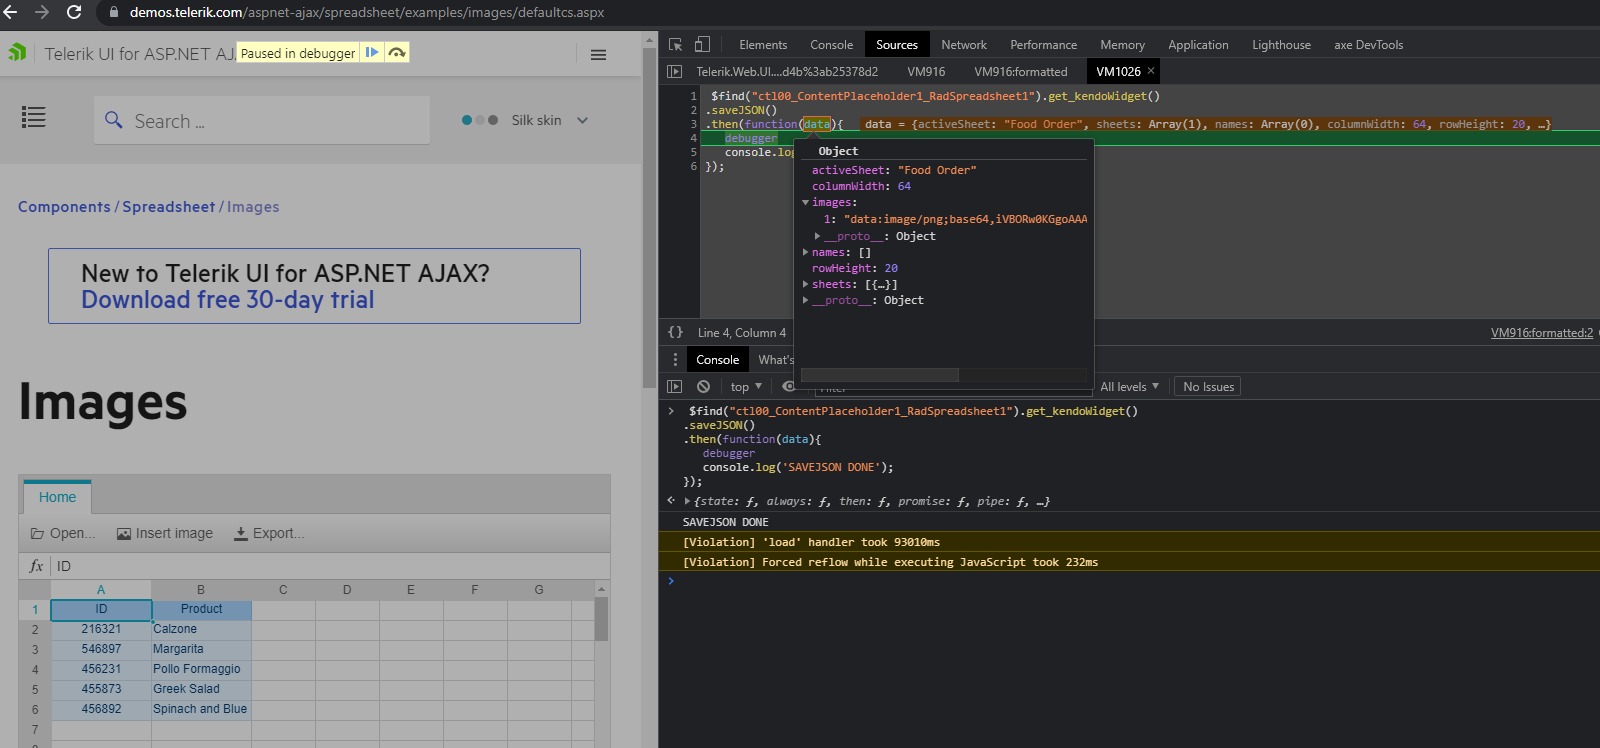 demos.telerik.com/aspnet-ajax/spreadsheet/examples/images/defaultcs.aspx
Telerik UI for ASP.NET AJ
Paused in debugger
Search ...
Silk skin
Components / Spreadsheet / Images
New to Telerik UI for ASP.NET AJAX?
Download free 30-day trial
Images
Home
Open...
Insert image
Export...
fx ID
A B C D E F G
1 ID Product
2 216321 Calzone
3 546897 Margarita
4 456231 Pollo Formaggio
5 455873 Greek Salad
6 456892 Spinach and Blue
7
Elements Console Sources Network Performance Memory Application Lighthouse axe DevTools
Telerik.Web.UI....d4b%3ab25378d2 VM916 VM916:formatted VM1026 ×
1 $find("ctl00_ContentPlaceholder1_RadSpreadsheet1").get_kendoWidget()
2 .saveJSON()
3 .then(function(data){ data = {activeSheet: "Food Order", sheets: Array(1), names: Array(0), columnWidth: 64, rowHeight: 20, …}
4 debugger
5 console.log
6 });
Object
activeSheet: "Food Order"
columnWidth: 64
images:
1: "data:image/png;base64,iVBORw0KGgoAAA
__proto__: Object
names: []
rowHeight: 20
sheets: [{…}]
__proto__: Object
{} Line 4, Column 4
VM916:formatted:2
Console What's
top ▼
All levels ▼ No Issues
> $find("ctl00_ContentPlaceholder1_RadSpreadsheet1").get_kendoWidget()
.saveJSON()
.then(function(data){
debugger
console.log('SAVEJSON DONE');
});
{state: ƒ, always: ƒ, then: ƒ, promise: ƒ, pipe: ƒ, …}
SAVEJSON DONE
[Violation] 'load' handler took 93010ms
[Violation] Forced reflow while executing JavaScript took 232ms
>